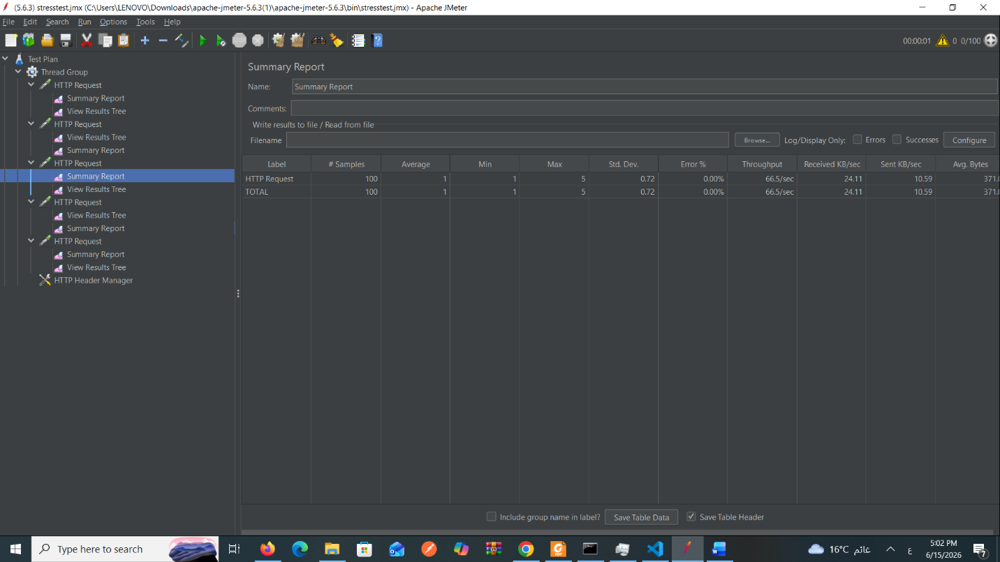 (5.6.3) stresstest.jmx (C:\Users\LENOVO\Downloads\apache-jmeter-5.6.3(1)\apache-jmeter-5.6.3\bin\stresstest.jmx) - Apache JMeter
File Edit Search Run Options Tools Help
00:00:01 0 0/100
Test Plan
Thread Group
HTTP Request
Summary Report
View Results Tree
HTTP Request
View Results Tree
Summary Report
HTTP Request
Summary Report
View Results Tree
HTTP Request
View Results Tree
Summary Report
HTTP Request
Summary Report
View Results Tree
HTTP Header Manager
Summary Report
Name: Summary Report
Comments:
Write results to file / Read from file
Filename Browse... Log/Display Only: Errors Successes Configure
Label # Samples Average Min Max Std. Dev. Error % Throughput Received KB/sec Sent KB/sec Avg. Bytes
HTTP Request 100 1 1 5 0.72 0.00% 66.5/sec 24.11 10.59 371.
TOTAL 100 1 1 5 0.72 0.00% 66.5/sec 24.11 10.59 371.
Include group name in label? Save Table Data Save Table Header
Type here to search
16°C غائم ع 5:02 PM
6/15/2026 7